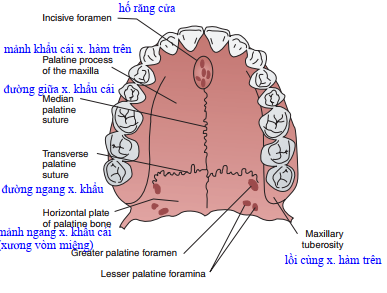 hố răng cửa
Incisive foramen
mảnh khẩu cái x. hàm trên
Palatine process
of the maxilla
đường giữa x. khẩu cái
Median
palatine
suture
Transverse
palatine
suture
đường ngang x. khẩu
Horizontal plate
of palatine bone
mảnh ngang x. khẩu cái
(xương vòm miệng)
Greater palatine foramen
Lesser palatine foramina
Maxillary
tuberosity
lồi củng x. hàm trên